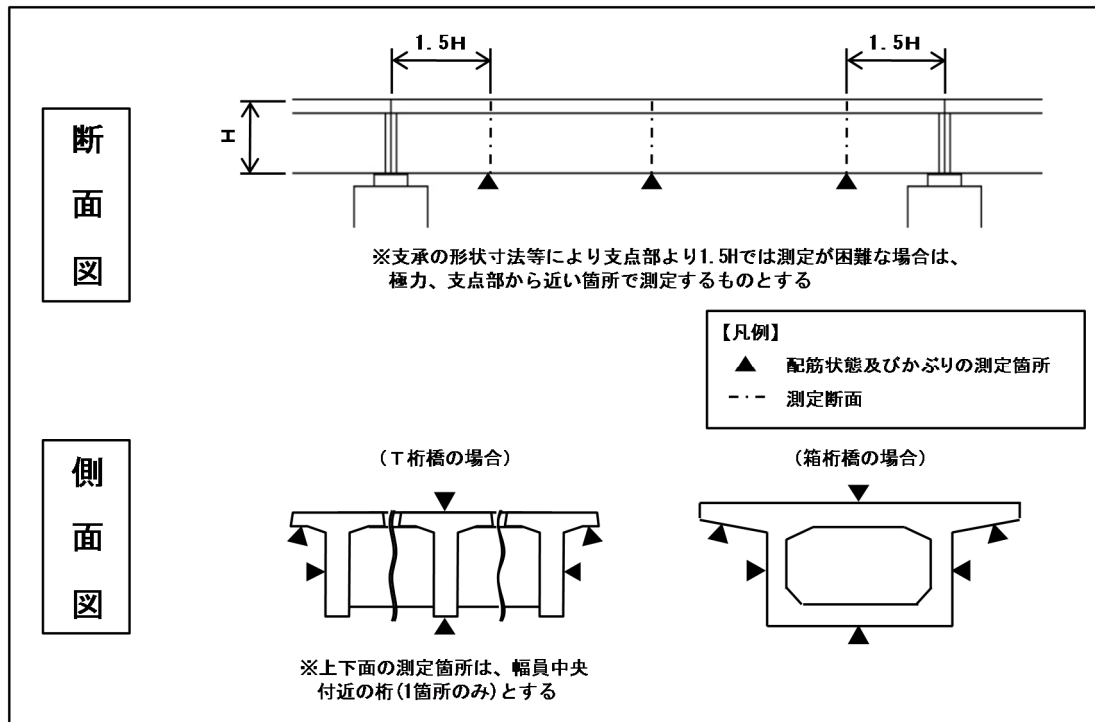 1.5H
1.5H
断面図
H
※支承の形状寸法等により支点部より1.5Hでは測定が困難な場合は、
極力、支点部から近い箇所で測定するものとする
【凡例】
▲ 配筋状態及びかぶりの測定箇所
測定断面
側面図
(T桁橋の場合)
(箱桁橋の場合)
※上下面の測定箇所は、幅員中央
付近の桁(1箇所のみ)とする